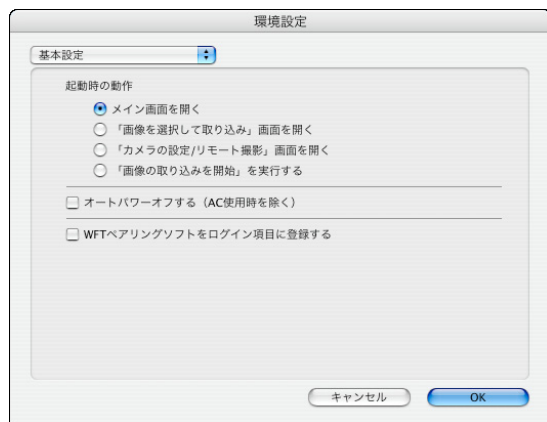 環境設定
基本設定
起動時の動作
メイン画面を開く
「画像を選択して取り込み」画面を開く
「カメラの設定/リモート撮影」画面を開く
「画像の取り込みを開始」を実行する
オートパワーオフする（AC使用時を除く）
WFTペアリングソフトをログイン項目に登録する
キャンセル
OK